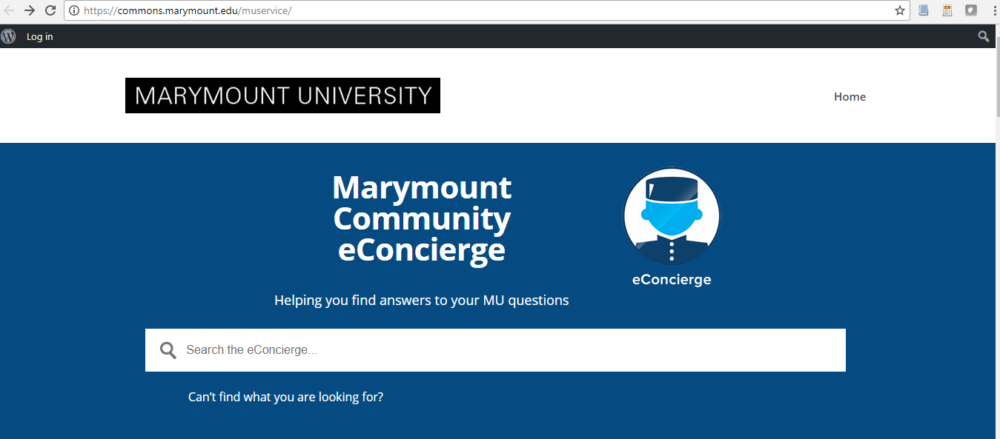 https://commons.marymount.edu/muservice/
Log in
MARYMOUNT UNIVERSITY
Home
Marymount
Community
eConcierge
eConcierge
Helping you find answers to your MU questions
Search the eConcierge...
Can’t find what you are looking for?